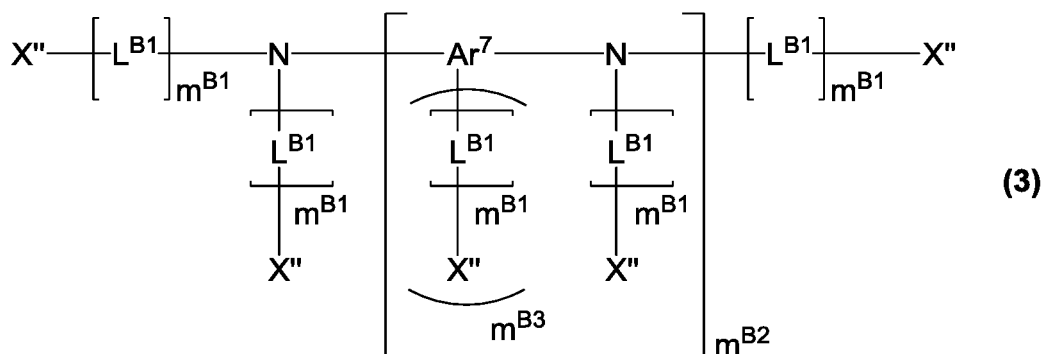 X" L^B1 m^B1 N Ar^7 N L^B1 m^B1 X"
L^B1 L^B1 L^B1
m^B1 m^B1 m^B1
(3)
X" X" X"
m^B3 m^B2